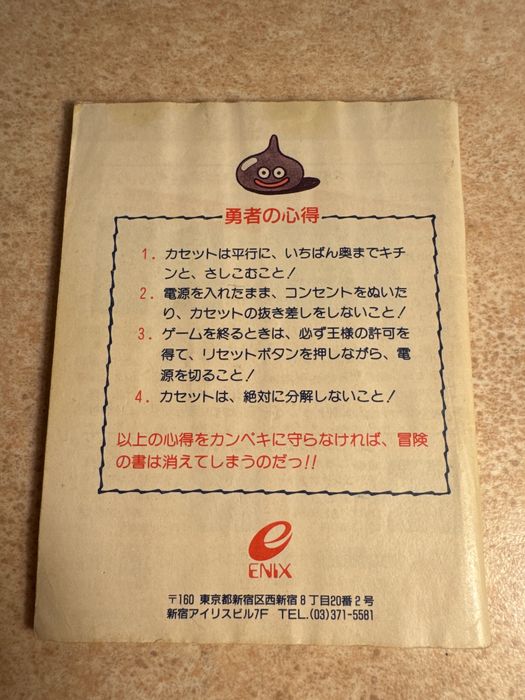 勇者の心得
1. カセットは平行に、いちばん奥までキチ
ンと、さしこむこと!
2. 電源を入れたまま、コンセントをぬいた
り、カセットの抜き差しをしないこと!
3. ゲームを終るときは、必ず王様の許可を
得て、リセットボタンを押しながら、電
源を切ること!
4. カセットは、絶対に分解しないこと!
以上の心得をカンペキに守らなければ、冒険
の書は消えてしまうのだっ!!
ENIX
〒160 東京都新宿区西新宿8丁目20番2号
新宿アイリスビル7F TEL.(03)371-5581